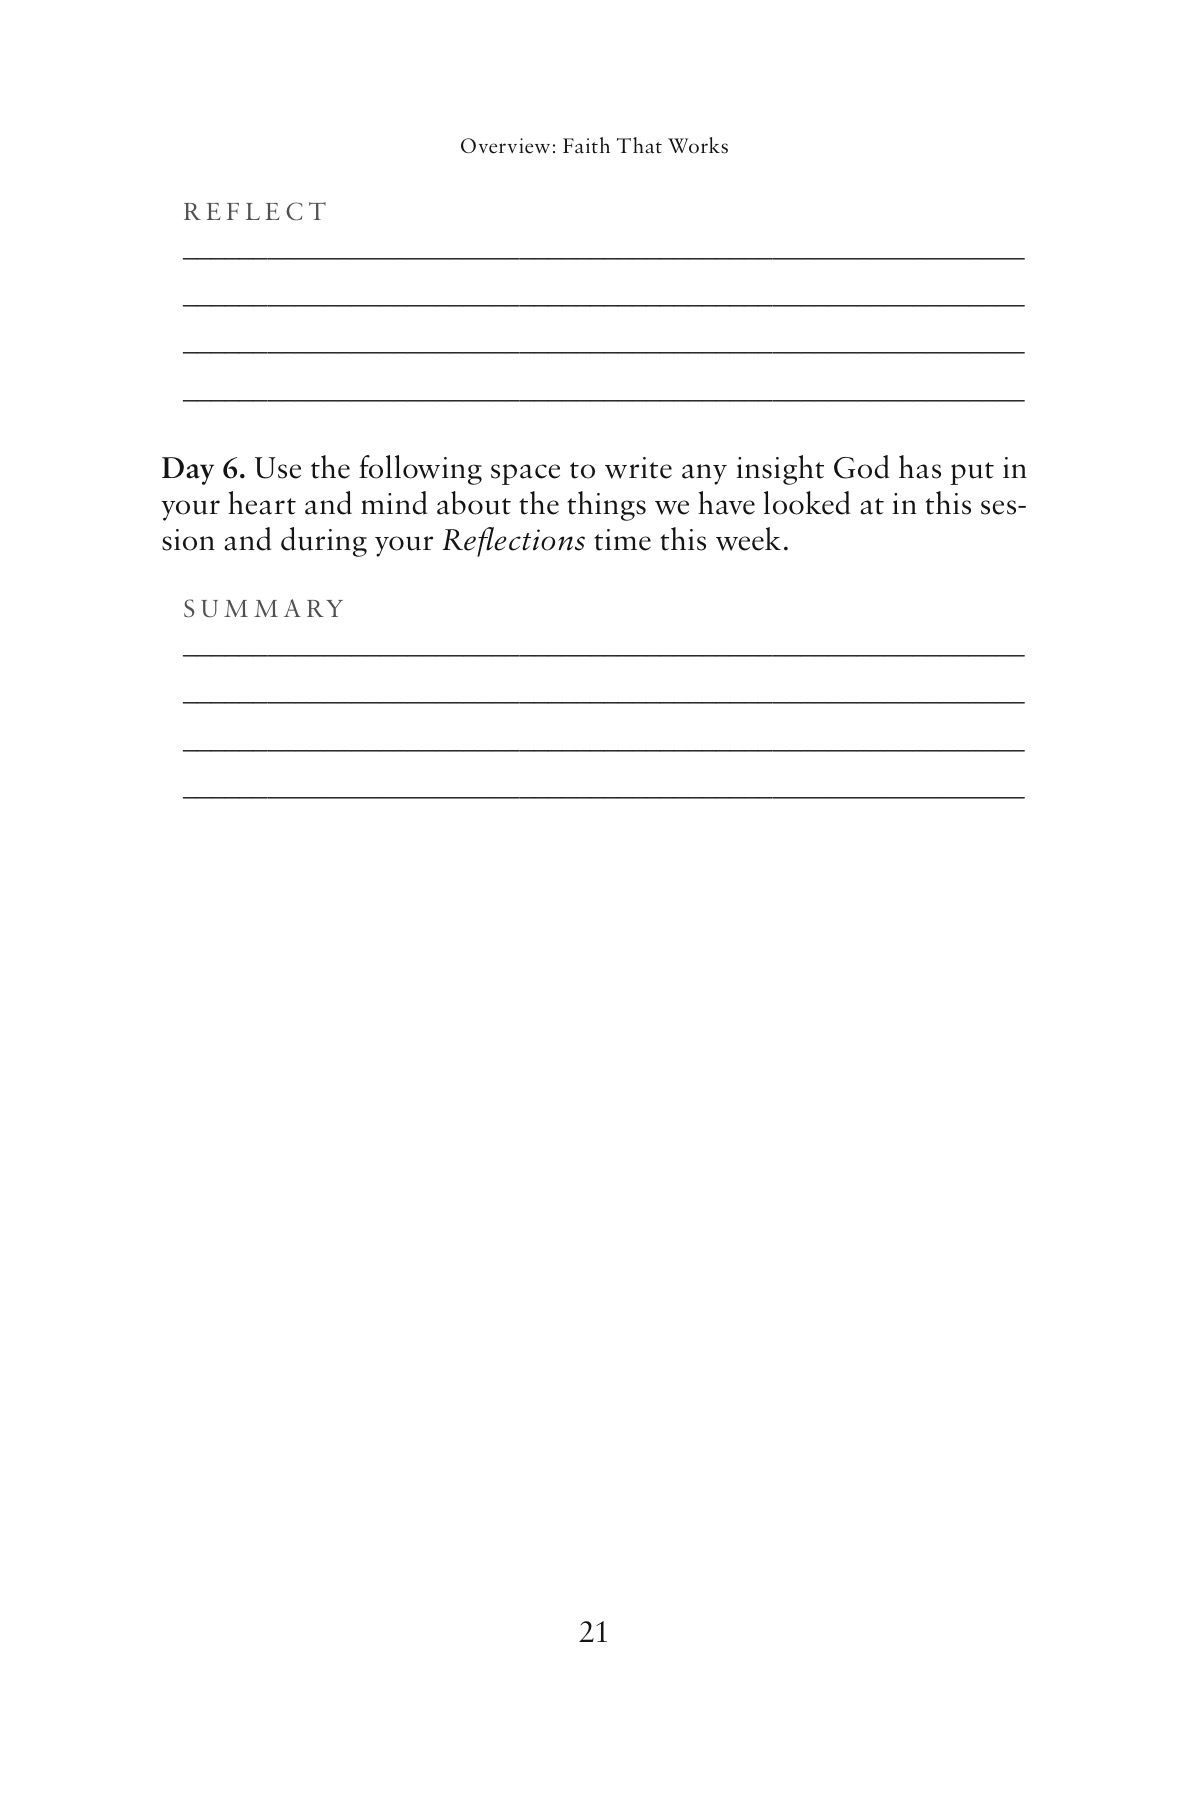 Overview: Faith That Works
REFLECT
Day 6. Use the following space to write any insight God has put in
your heart and mind about the things we have looked at in this ses-
sion and during your Reflections time this week.
SUMMARY
21